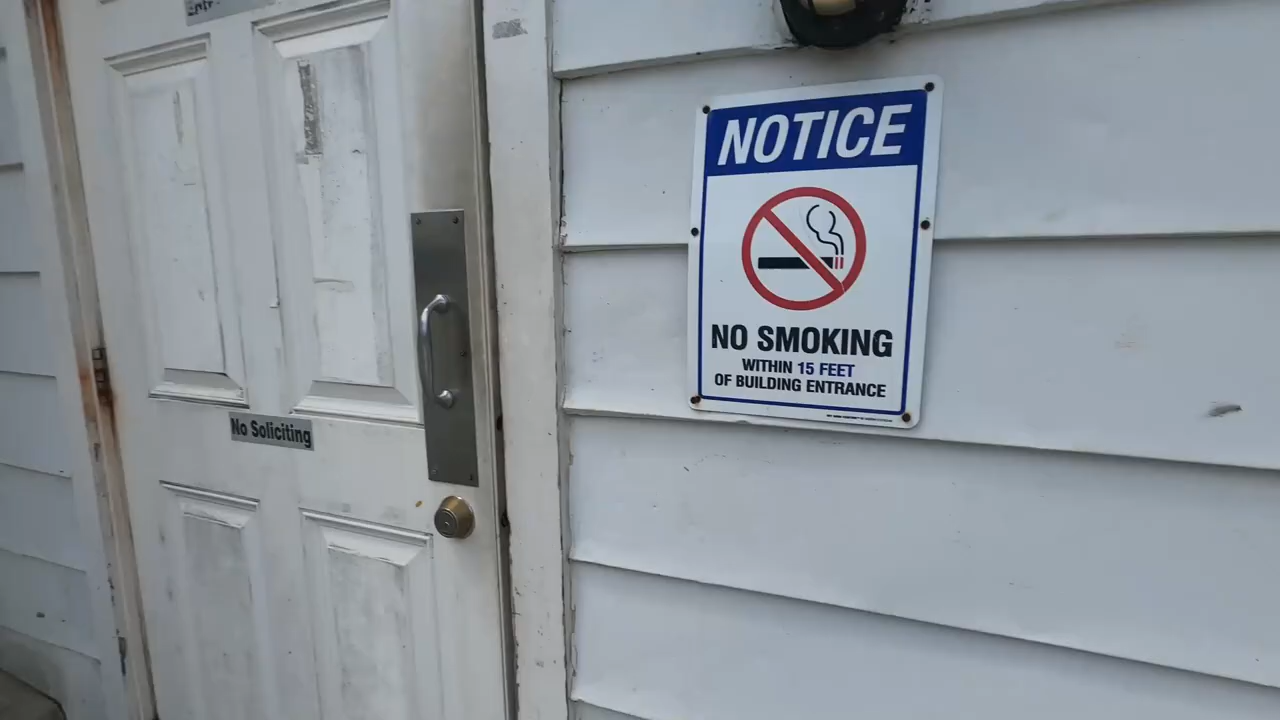 NOTICE
NO SMOKING
WITHIN 15 FEET
OF BUILDING ENTRANCE
No Soliciting